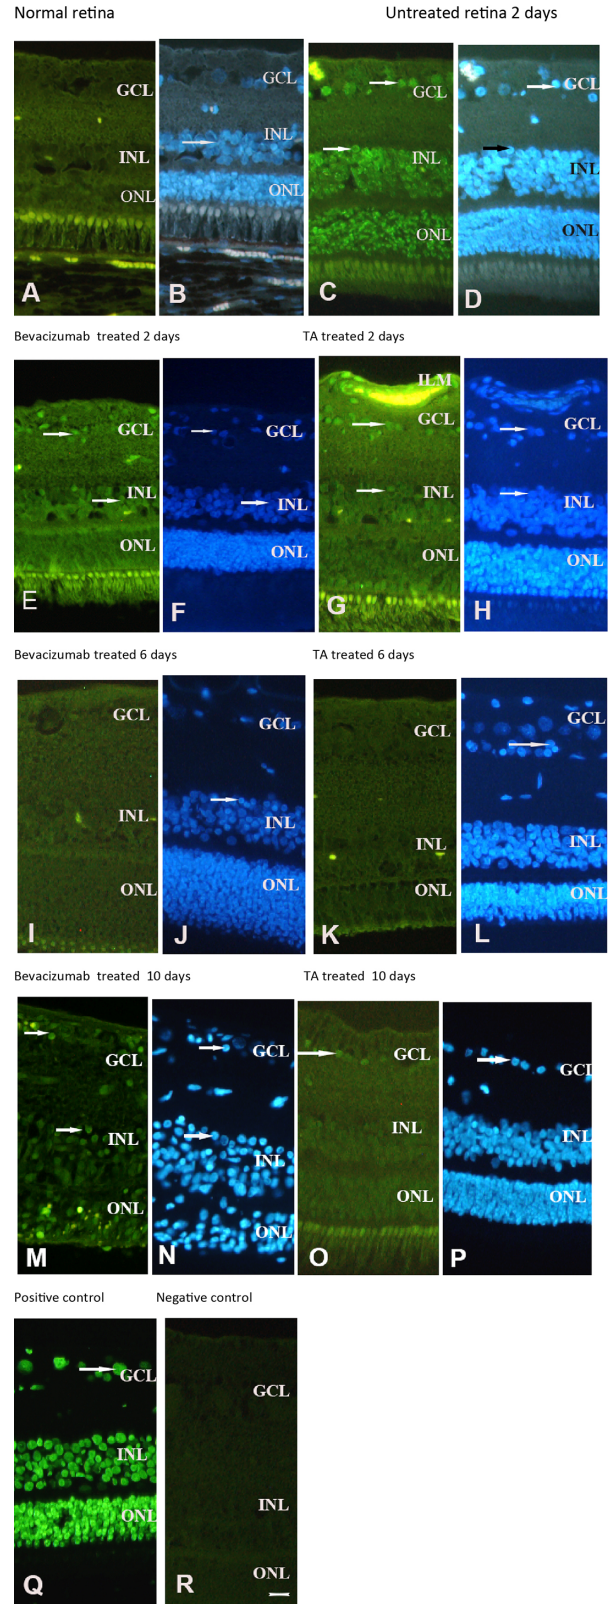 Normal retina Untreated retina 2 days
GCL GCL GCL GCL
INL INL INL INL
ONL ONL ONL ONL
A B C D
Bevacizumab treated 2 days TA treated 2 days
ILM
GCL GCL GCL GCL
INL INL INL INL
ONL ONL ONL ONL
E F G H
Bevacizumab treated 6 days TA treated 6 days
GCL GCL GCL GCL
INL INL INL INL
ONL ONL ONL ONL
I J K L
Bevacizumab treated 10 days TA treated 10 days
GCL GCL GCL GCL
INL INL INL INL
ONL ONL ONL ONL
M N O P
Positive control Negative control
GCL GCL
INL INL
ONL ONL
Q R